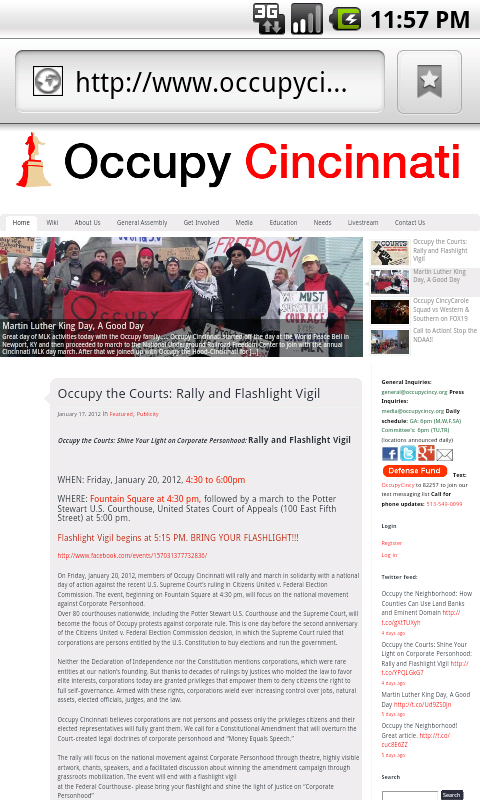 3G
11:57 PM
http://www.occupyci...
Occupy Cincinnati
Home Wiki About Us General Assembly Get Involved Media Education Needs Livestream Contact Us
FREEDOM
OCCUPY
WE MUST
COURAGE
Martin Luther King Day, A Good Day
Great day of MLK activities today with the Occupy family.... Occupy Cincinnati started off the day at the World Peace Bell in
Newport, KY and then proceeded to march to the National Underground Railroad Freedom Center to join with the annual
Cincinnati MLK day march. After that we joined up with Occupy the Hood-Cincinnati! for [...]
Occupy the Courts:
Rally and Flashlight
Vigil
Martin Luther King
Day, A Good Day
Occupy CincyCarole
Squad vs Western &
Southern on FOX19
Call to Action! Stop the
NDAA!!
Occupy the Courts: Rally and Flashlight Vigil
January 17, 2012 in Featured, Publicity
Occupy the Courts: Shine Your Light on Corporate Personhood: Rally and Flashlight Vigil
WHEN: Friday, January 20, 2012, 4:30 to 6:00pm
WHERE: Fountain Square at 4:30 pm, followed by a march to the Potter
Stewart U.S. Courthouse, United States Court of Appeals (100 East Fifth
Street) at 5:00 pm.
Flashlight Vigil begins at 5:15 PM. BRING YOUR FLASHLIGHT!!!
http://www.facebook.com/events/157031377732836/
On Friday, January 20, 2012, members of Occupy Cincinnati will rally and march in solidarity with a national
day of action against the recent U.S. Supreme Court's ruling in Citizens United v. Federal Election
Commission. The event, beginning on Fountain Square at 4:30 pm, will focus on the national movement
against Corporate Personhood.
Over 80 courthouses nationwide, including the Potter Stewart U.S. Courthouse and the Supreme Court, will
become the focus of Occupy protests against corporate rule. This is one day before the second anniversary
of the Citizens United v. Federal Election Commission decision, in which the Supreme Court ruled that
corporations are persons entitled by the U.S. Constitution to buy elections and run the government.
Neither the Declaration of Independence nor the Constitution mentions corporations, which were rare
entities at our nation's founding. But thanks to decades of rulings by justices who molded the law to favor
elite interests, corporations today are granted privileges that empower them to deny citizens the right to
full self-governance. Armed with these rights, corporations wield ever increasing control over jobs, natural
assets, elected officials, judges, and the law.
Occupy Cincinnati believes corporations are not persons and possess only the privileges citizens and their
elected representatives will fully grant them. We call for a Constitutional Amendment that will overturn the
Court-created legal doctrines of corporate personhood and "Money Equals Speech."
The rally will focus on the national movement against Corporate Personhood through theatre, highly visible
artwork, chants, speakers, and a facilitated discussion about winning the amendment campaign through
grassroots mobilization. The event will end with a flashlight vigil
at the Federal Courthouse- please bring your flashlight and shine the light of justice on "Corporate
Personhood"
General Inquiries:
general@occupycincy.org Press
Inquiries:
media@occupycincy.org Daily
schedule: GA: 6pm (M,W,F,SA)
Committee's: 6pm (TU,TR)
(locations announced daily)
Defense Fund Text:
OccupyCincy to 82257 to join our
text messaging list Call for
phone updates: 513-549-9099
Login
Register
Log in
Twitter feed:
Occupy the Neighborhood: How
Counties Can Use Land Banks
and Eminent Domain http://
t.co/gXtTUXyh
4 days ago
Occupy the Courts: Shine Your
Light on Corporate Personhood:
Rally and Flashlight Vigil http://
t.co/YPQLGkG7
4 days ago
Martin Luther King Day, A Good
Day http://t.co/Ud9ZS0jn
5 days ago
Occupy the Neighborhood!
Great article. http://t.co/
cuc8E6ZZ
5 days ago
Search
Search